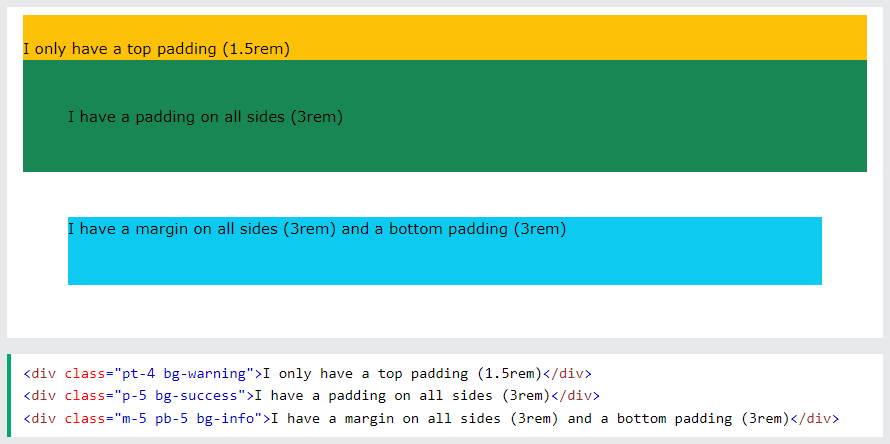 I only have a top padding (1.5rem)
I have a padding on all sides (3rem)
I have a margin on all sides (3rem) and a bottom padding (3rem)
<div class="pt-4 bg-warning">I only have a top padding (1.5rem)</div>
<div class="p-5 bg-success">I have a padding on all sides (3rem)</div>
<div class="m-5 pb-5 bg-info">I have a margin on all sides (3rem) and a bottom padding (3rem)</div>